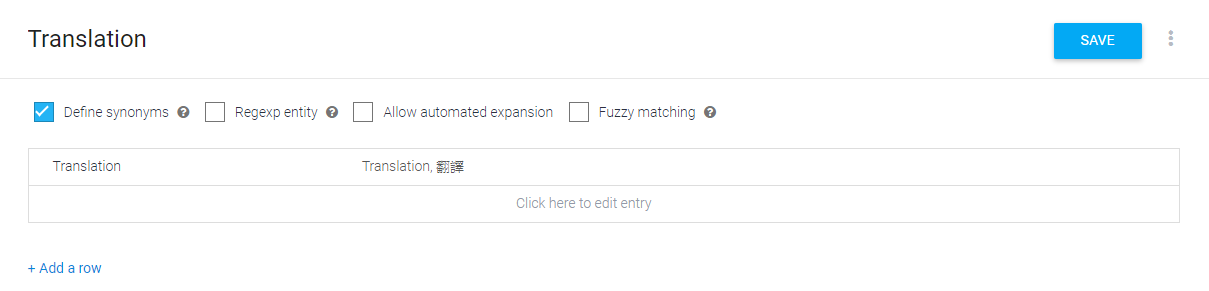 Translation
SAVE
Define synonyms ? Regexp entity ? Allow automated expansion Fuzzy matching ?
Translation Translation, 翻譯
Click here to edit entry
+ Add a row